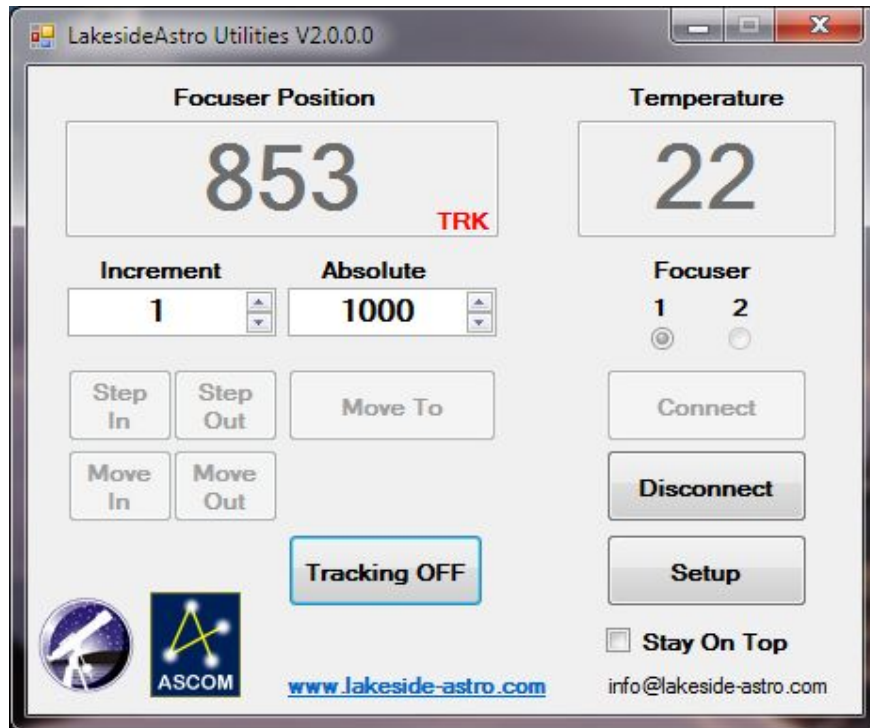 LakesideAstro Utilities V2.0.0.0
Focuser Position
Temperature
853
TRK
22
Increment
Absolute
Focuser
1
1000
1 2
Step
In
Step
Out
Move To
Connect
Move
In
Move
Out
Disconnect
Tracking OFF
Setup
Stay On Top
ASCOM
www.lakeside-astro.com
info@lakeside-astro.com